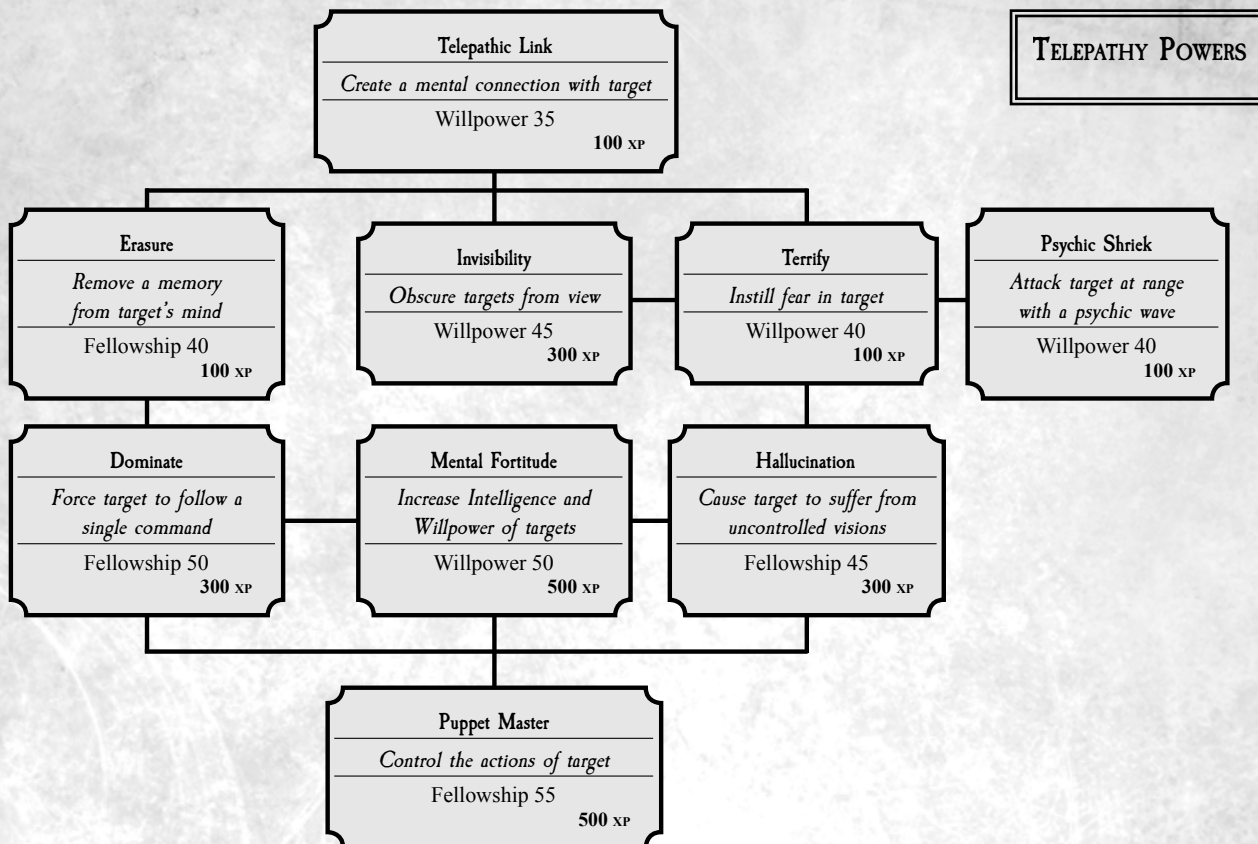 Telepathic Link
Create a mental connection with target
Willpower 35
100 XP
TELEPATHY POWERS
Erasure
Remove a memory
from target's mind
Fellowship 40
100 XP
Invisibility
Obscure targets from view
Willpower 45
300 XP
Terrify
Instill fear in target
Willpower 40
100 XP
Psychic Shriek
Attack target at range
with a psychic wave
Willpower 40
100 XP
Dominate
Force target to follow a
single command
Fellowship 50
300 XP
Mental Fortitude
Increase Intelligence and
Willpower of targets
Willpower 50
500 XP
Hallucination
Cause target to suffer from
uncontrolled visions
Fellowship 45
300 XP
Puppet Master
Control the actions of target
Fellowship 55
500 XP